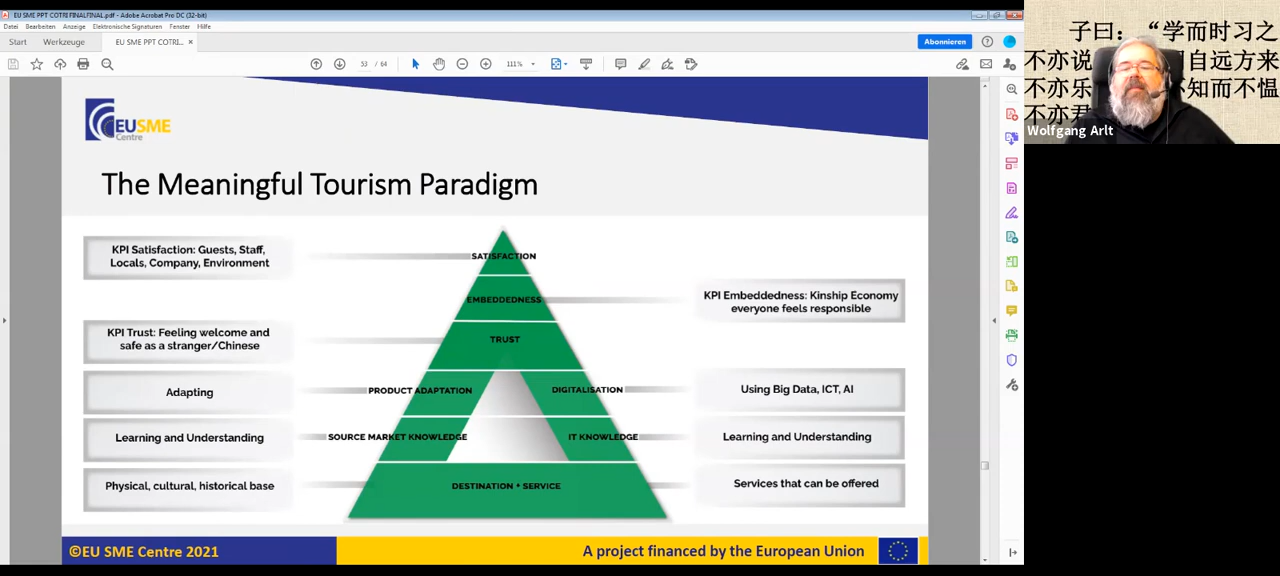 EU SME PPT COTRI FINALFINAL.pdf - Adobe Acrobat Pro DC (32-bit)
Datei Bearbeiten Anzeige Elektronische Signaturen Fenster Hilfe
Start Werkzeuge EU SME PPT COTRI... × Abonnieren
53 / 64 111%
EUSME
Centre
The Meaningful Tourism Paradigm
KPI Satisfaction: Guests, Staff,
Locals, Company, Environment
SATISFACTION
EMBEDDEDNESS
KPI Embeddedness: Kinship Economy
everyone feels responsible
KPI Trust: Feeling welcome and
safe as a stranger/Chinese
TRUST
Adapting
PRODUCT ADAPTATION
DIGITALISATION
Using Big Data, ICT, AI
Learning and Understanding
SOURCE MARKET KNOWLEDGE
IT KNOWLEDGE
Learning and Understanding
Physical, cultural, historical base
DESTINATION + SERVICE
Services that can be offered
©EU SME Centre 2021
A project financed by the European Union
子曰：“学而时习之
不亦说 自远方来
不亦乐 知而不愠
不亦君
Wolfgang Arlt